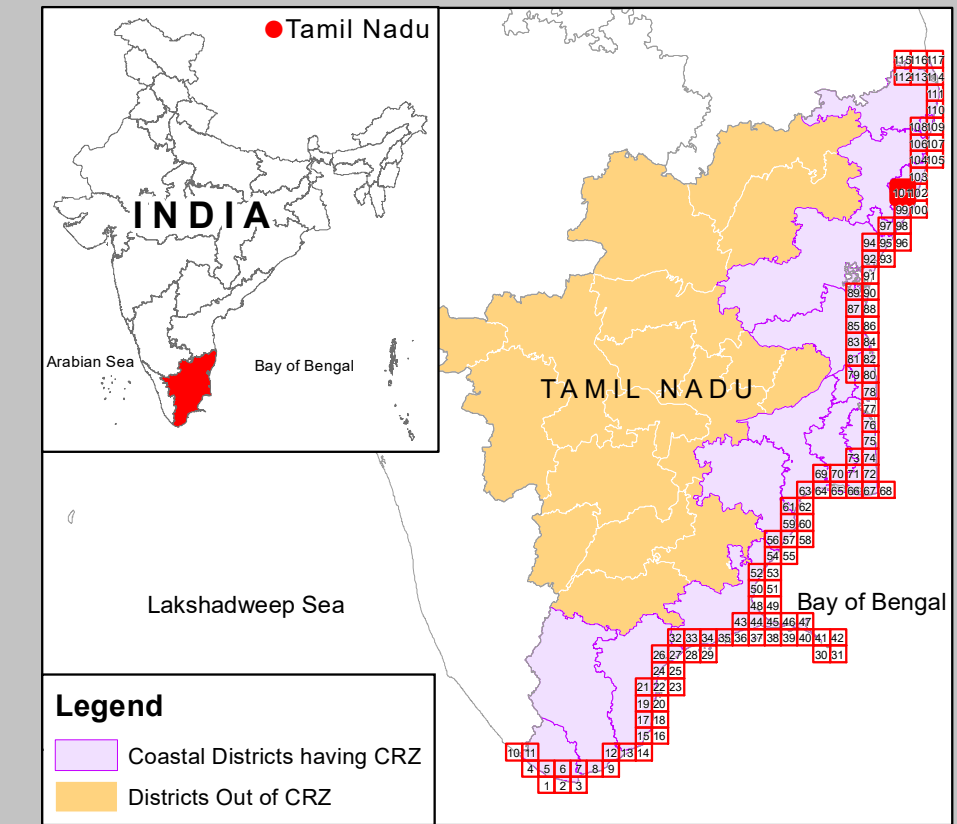 Tamil Nadu
INDIA
Arabian Sea
Bay of Bengal
TAMIL NADU
Lakshadweep Sea
Bay of Bengal
Legend
Coastal Districts having CRZ
Districts Out of CRZ
115 116 117
112 113 114
111
110
108 109
106 107
104 105
103
101 102
99 100
97 98
94 95 96
92 93
91
89 90
87 88
85 86
83 84
81 82
79 80
78
77
76
75
73 74
69 70 71 72
63 64 65 66 67 68
61 62
59 60
56 57 58
54 55
52 53
50 51
48 49
43 44 45 46 47
32 33 34 35 36 37 38 39 40 41 42
26 27 28 29 30 31
24 25
21 22 23
19 20
17 18
15 16
10 11 12 13 14
4 5 6 7 8 9
1 2 3